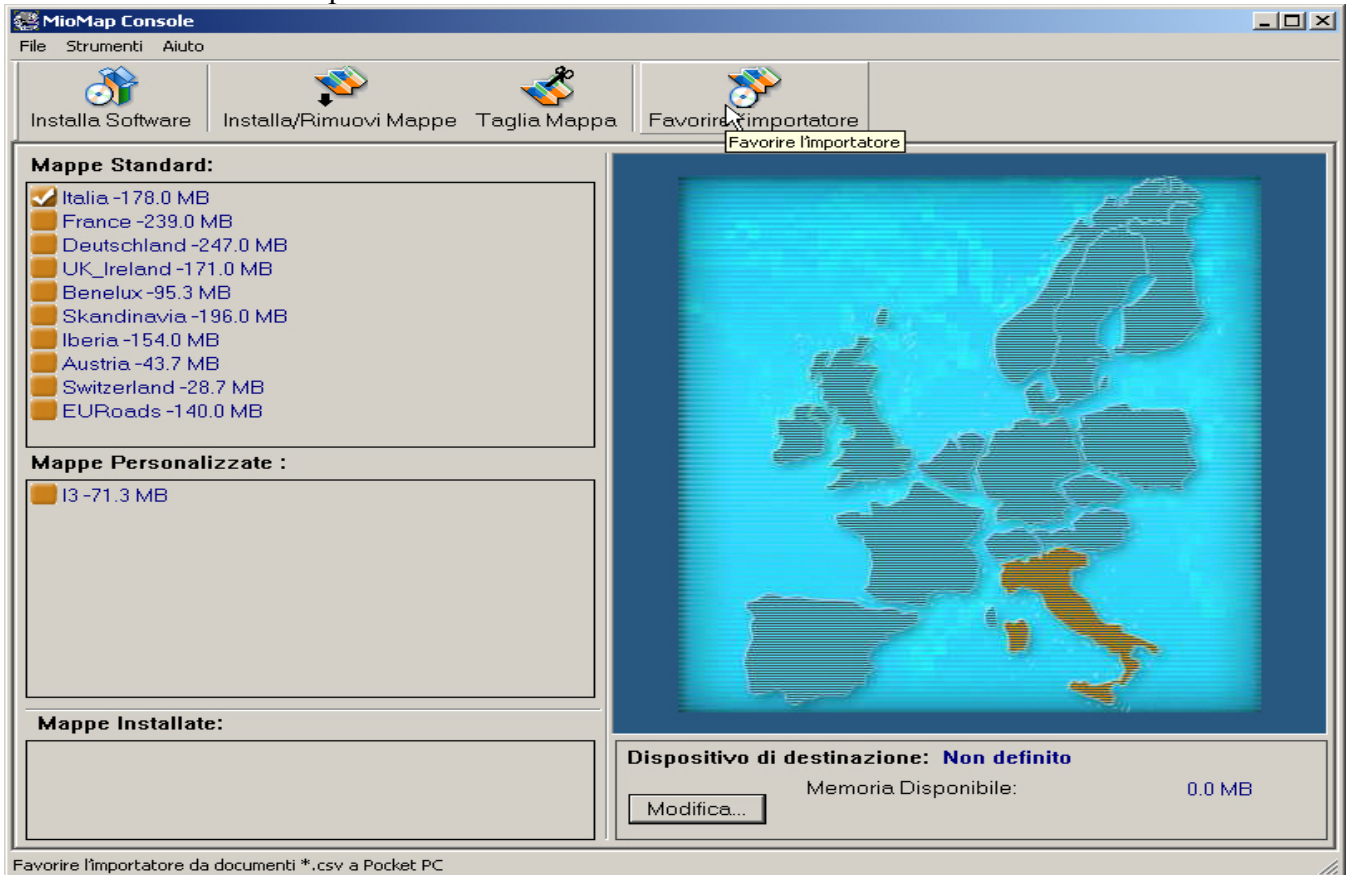 MioMap Console
File Strumenti Aiuto
Installa Software Installa/Rimuovi Mappe Taglia Mappa Favorire l'importatore
Favorire l'importatore
Mappe Standard:
Italia -178.0 MB
France -239.0 MB
Deutschland -247.0 MB
UK_Ireland -171.0 MB
Benelux -95.3 MB
Skandinavia -196.0 MB
Iberia -154.0 MB
Austria -43.7 MB
Switzerland -28.7 MB
EURoads -140.0 MB
Mappe Personalizzate :
I3 -71.3 MB
Mappe Installate:
Dispositivo di destinazione: Non definito
Memoria Disponibile: 0.0 MB
Modifica...
Favorire l'importatore da documenti *.csv a Pocket PC